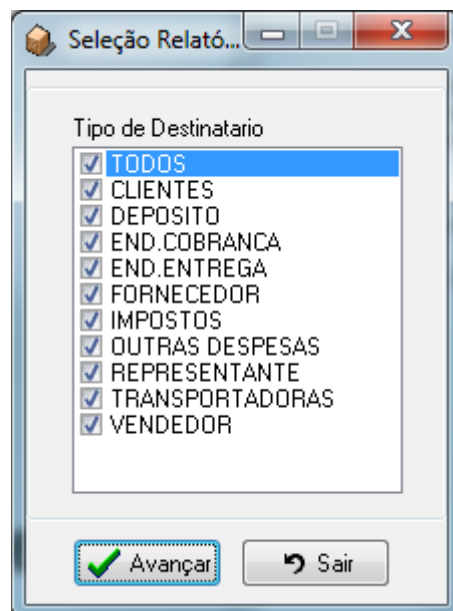 Seleção Relató...
Tipo de Destinatario
TODOS
CLIENTES
DEPOSITO
END.COBRANCA
END.ENTREGA
FORNECEDOR
IMPOSTOS
OUTRAS DESPESAS
REPRESENTANTE
TRANSPORTADORAS
VENDEDOR
Avançar Sair